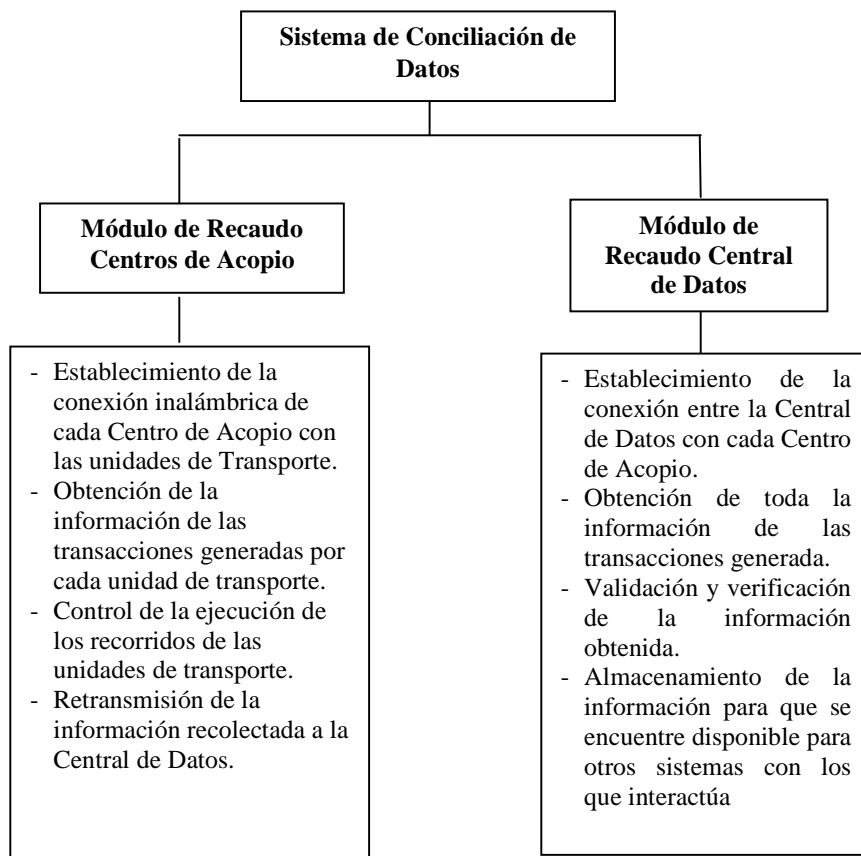 Sistema de Conciliación de
Datos
Módulo de Recaudo
Centros de Acopio
Módulo de
Recaudo Central
de Datos
- Establecimiento de la
conexión inalámbrica de
cada Centro de Acopio con
las unidades de Transporte.
- Obtención de la
información de las
transacciones generadas por
cada unidad de transporte.
- Control de la ejecución de
los recorridos de las
unidades de transporte.
- Retransmisión de la
información recolectada a la
Central de Datos.
- Establecimiento de la
conexión entre la Central
de Datos con cada Centro
de Acopio.
- Obtención de toda la
información de las
transacciones generada.
- Validación y verificación
de la información
obtenida.
- Almacenamiento de la
información para que se
encuentre disponible para
otros sistemas con los
que interactúa